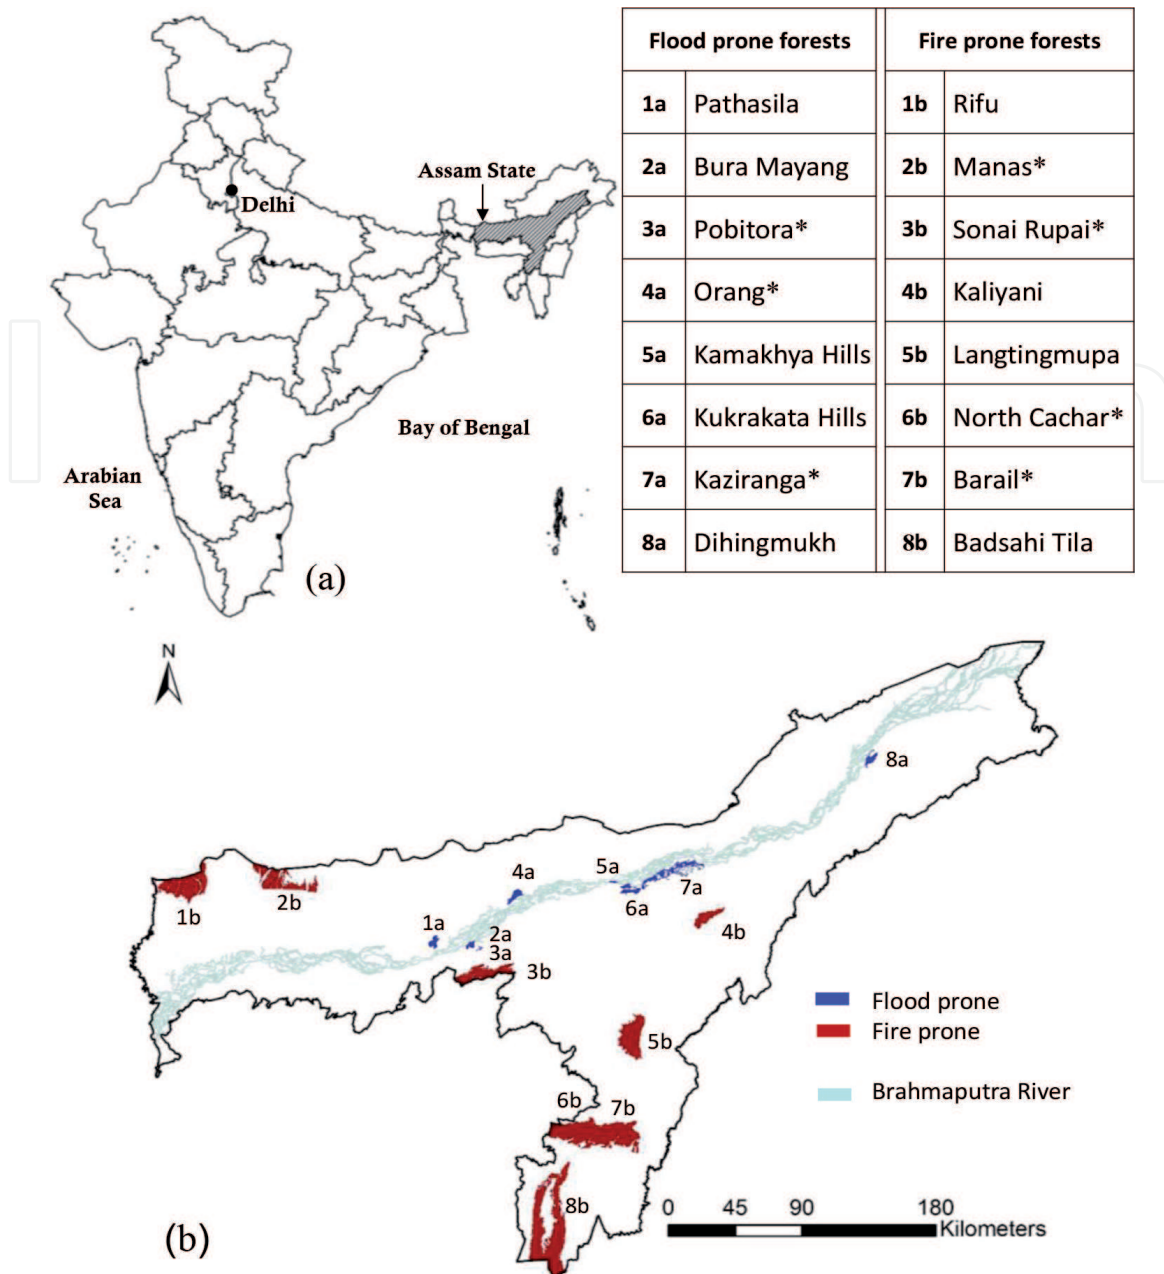 Flood prone forests Fire prone forests
1a Pathasila 1b Rifu
2a Bura Mayang 2b Manas*
3a Pobitora* 3b Sonai Rupai*
4a Orang* 4b Kaliyani
5a Kamakhya Hills 5b Langtingmupa
6a Kukrakata Hills 6b North Cachar*
7a Kaziranga* 7b Barail*
8a Dihingmukh 8b Badsahi Tila
Assam State
Delhi
Bay of Bengal
Arabian
Sea
(a)
N
8a
5a
4a
7a
6a
1b
2b
1a
4b
2a
3a
3b
5b
6b
7b
8b
Flood prone
Fire prone
Brahmaputra River
0 45 90 180
Kilometers
(b)